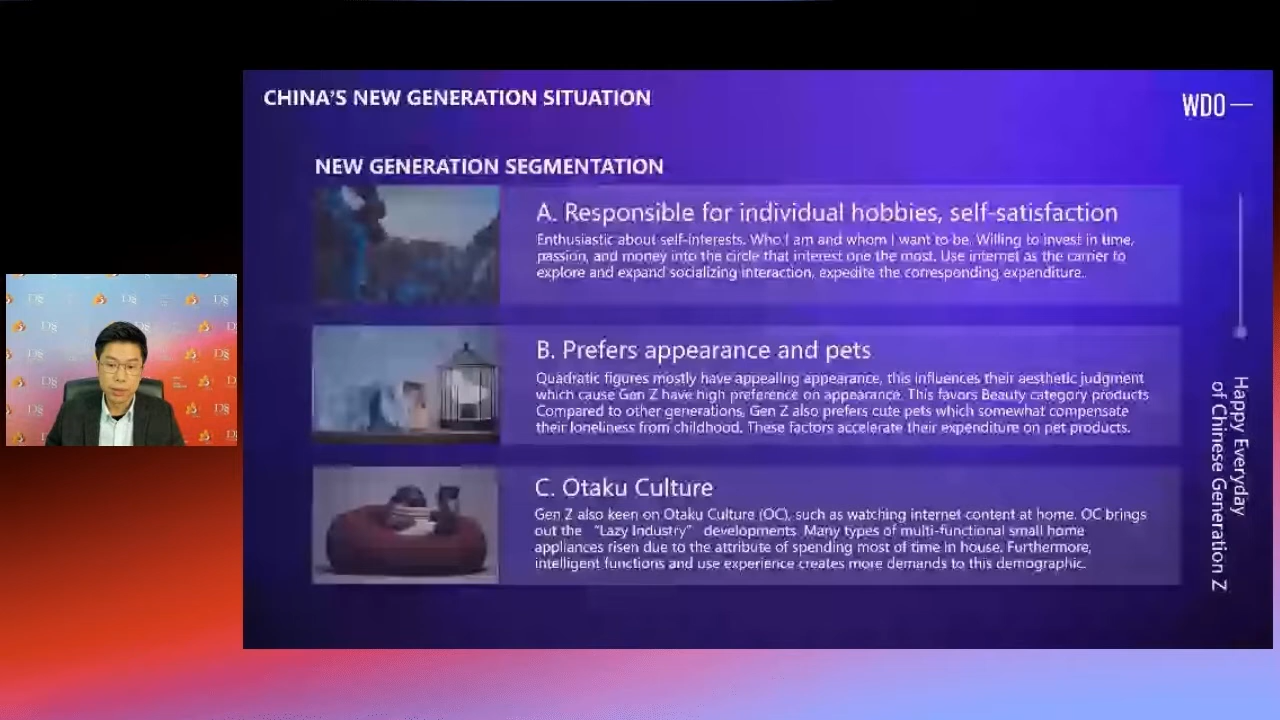 CHINA'S NEW GENERATION SITUATION
WDO
NEW GENERATION SEGMENTATION
A. Responsible for individual hobbies, self-satisfaction
Enthusiastic about self-interests. Who I am and whom I want to be. Willing to invest in time,
passion, and money into the circle that interest one the most. Use internet as the carrier to
explore and expand socializing interaction, expedite the corresponding expenditure.
B. Prefers appearance and pets
Quadratic figures mostly have appealing appearance, this influences their aesthetic judgment
which cause Gen Z have high preference on appearance. This favors Beauty category products
Compared to other generations, Gen Z also prefers cute pets which somewhat compensate
their loneliness from childhood. These factors accelerate their expenditure on pet products.
C. Otaku Culture
Gen Z also keen on Otaku Culture (OC), such as watching internet content at home. OC brings
out the "Lazy Industry" developments. Many types of multi-functional small home
appliances risen due to the attribute of spending most of time in house. Furthermore,
intelligent functions and use experience creates more demands to this demographic.
Happy Everyday
of Chinese Generation Z